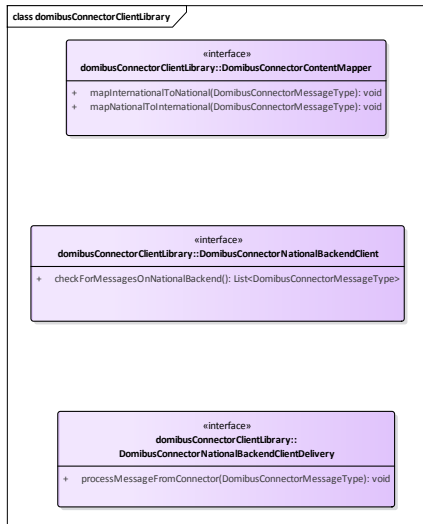 class domibusConnectorClientLibrary
«interface»
domibusConnectorClientLibrary::DomibusConnectorContentMapper
+ mapInternationalToNational(DomibusConnectorMessageType): void
+ mapNationalToInternational(DomibusConnectorMessageType): void
«interface»
domibusConnectorClientLibrary::DomibusConnectorNationalBackendClient
+ checkForMessagesOnNationalBackend(): List<DomibusConnectorMessageType>
«interface»
domibusConnectorClientLibrary::
DomibusConnectorNationalBackendClientDelivery
+ processMessageFromConnector(DomibusConnectorMessageType): void